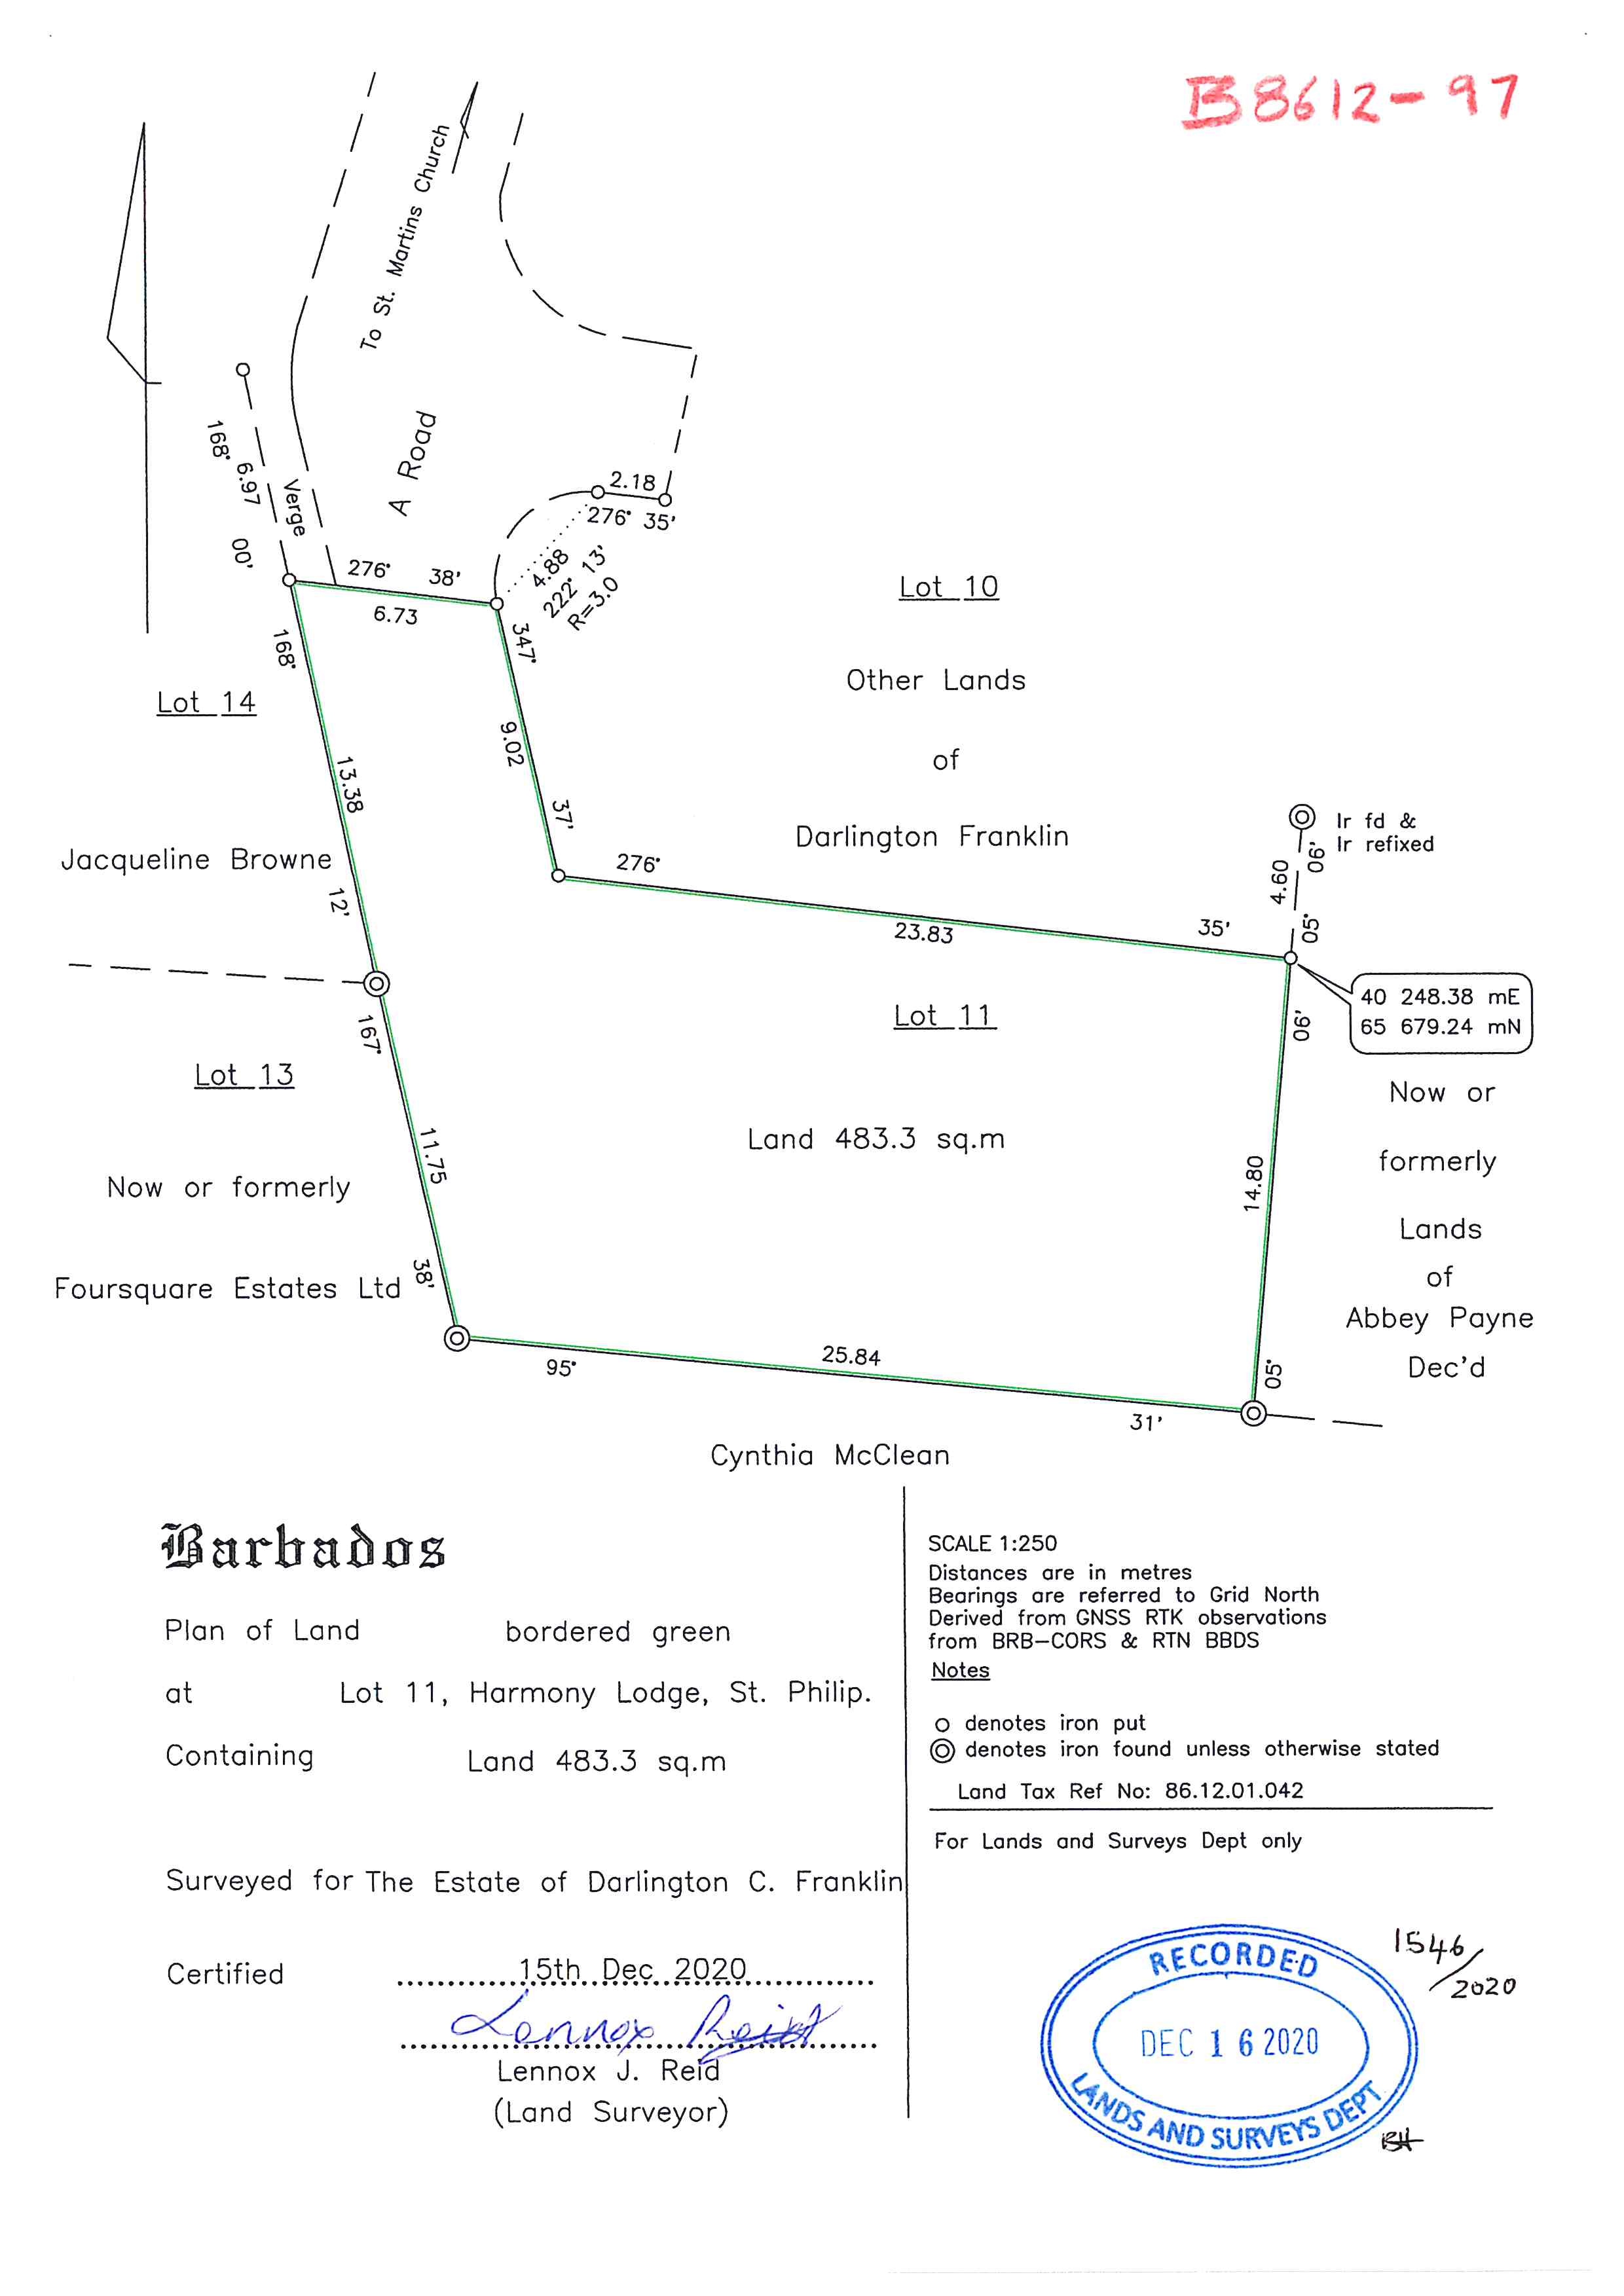 B8612-97
To St. Martins Church
A Road
Verge
168° 6.97 00'
2.18
276° 35'
4.88
222° 13'
R=3.0
276° 38'
6.73
347° 9.02 37'
168° 13.38 12'
Lot 10
Other Lands
of
Darlington Franklin
Lot 14
Jacqueline Browne
Ir fd &
Ir refixed
4.60
05° 06'
276° 35'
23.83
40 248.38 mE
65 679.24 mN
Lot 11
Land 483.3 sq.m
167° 11.75 38'
Lot 13
Now or formerly
Foursquare Estates Ltd
05° 06'
14.80
Now or
formerly
Lands
of
Abbey Payne
Dec'd
25.84
95° 31'
Cynthia McClean
Barbados
Plan of Land bordered green
at Lot 11, Harmony Lodge, St. Philip.
Containing Land 483.3 sq.m
Surveyed for The Estate of Darlington C. Franklin
Certified 15th Dec 2020
Lennox Reid
Lennox J. Reid
(Land Surveyor)
SCALE 1:250
Distances are in metres
Bearings are referred to Grid North
Derived from GNSS RTK observations
from BRB-CORS & RTN BBDS
Notes
denotes iron put
denotes iron found unless otherwise stated
Land Tax Ref No: 86.12.01.042
For Lands and Surveys Dept only
RECORDED
DEC 16 2020
LANDS AND SURVEYS DEPT
1546/2020